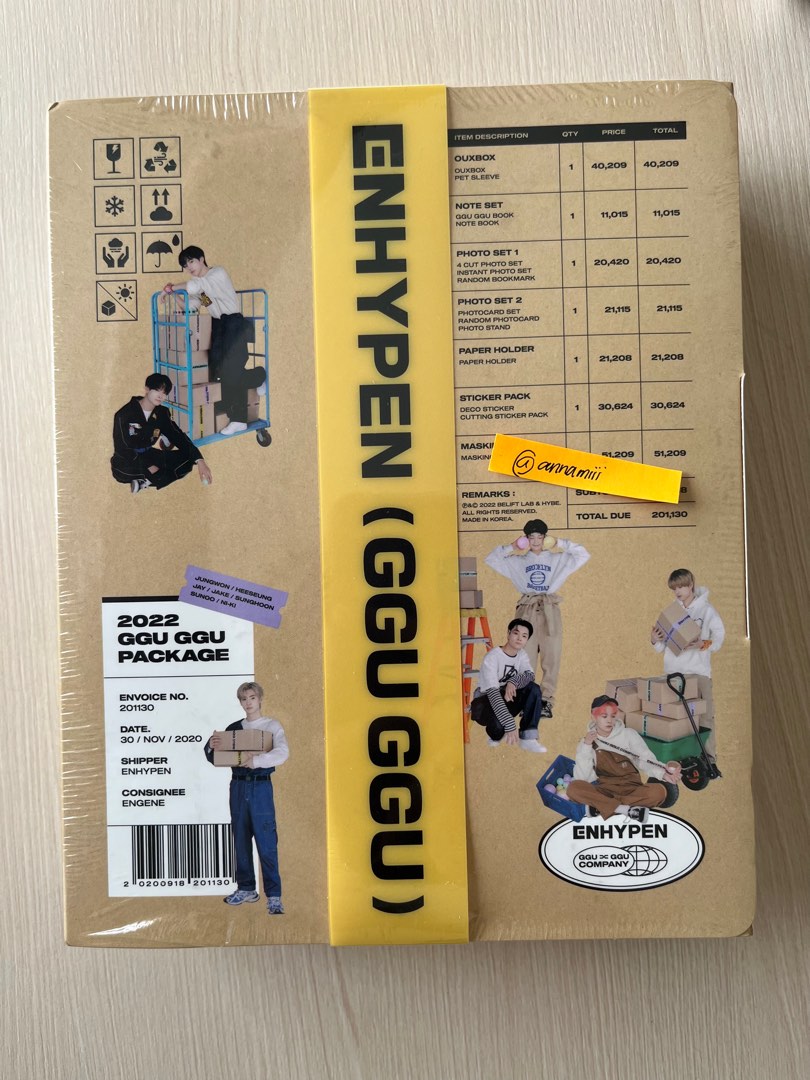 ENHYPEN (GGU GGU)
ITEM DESCRIPTION QTY PRICE TOTAL
OUXBOX 1 40,209 40,209
OUXBOX
PET SLEEVE
NOTE SET 1 11,015 11,015
GGU GGU BOOK
NOTE BOOK
PHOTO SET 1 1 20,420 20,420
4 CUT PHOTO SET
INSTANT PHOTO SET
RANDOM BOOKMARK
PHOTO SET 2 1 21,115 21,115
PHOTOCARD SET
RANDOM PHOTOCARD
PHOTO STAND
PAPER HOLDER 1 21,208 21,208
PAPER HOLDER
STICKER PACK 1 30,624 30,624
DECO STICKER
CUTTING STICKER PACK
51,209 51,209
@annamiii
REMARKS :
℗&© 2022 BELIFT LAB & HYBE.
ALL RIGHTS RESERVED.
MADE IN KOREA.
TOTAL DUE 201,130
JUNGWON / HEESEUNG
JAY / JAKE / SUNGHOON
SUNOO / NI-KI
2022
GGU GGU
PACKAGE
ENVOICE NO.
201130
DATE.
30 / NOV / 2020
SHIPPER
ENHYPEN
CONSIGNEE
ENGENE
2 0200918 201130
BROOKLYN
ENHYPEN
GGU GGU
COMPANY